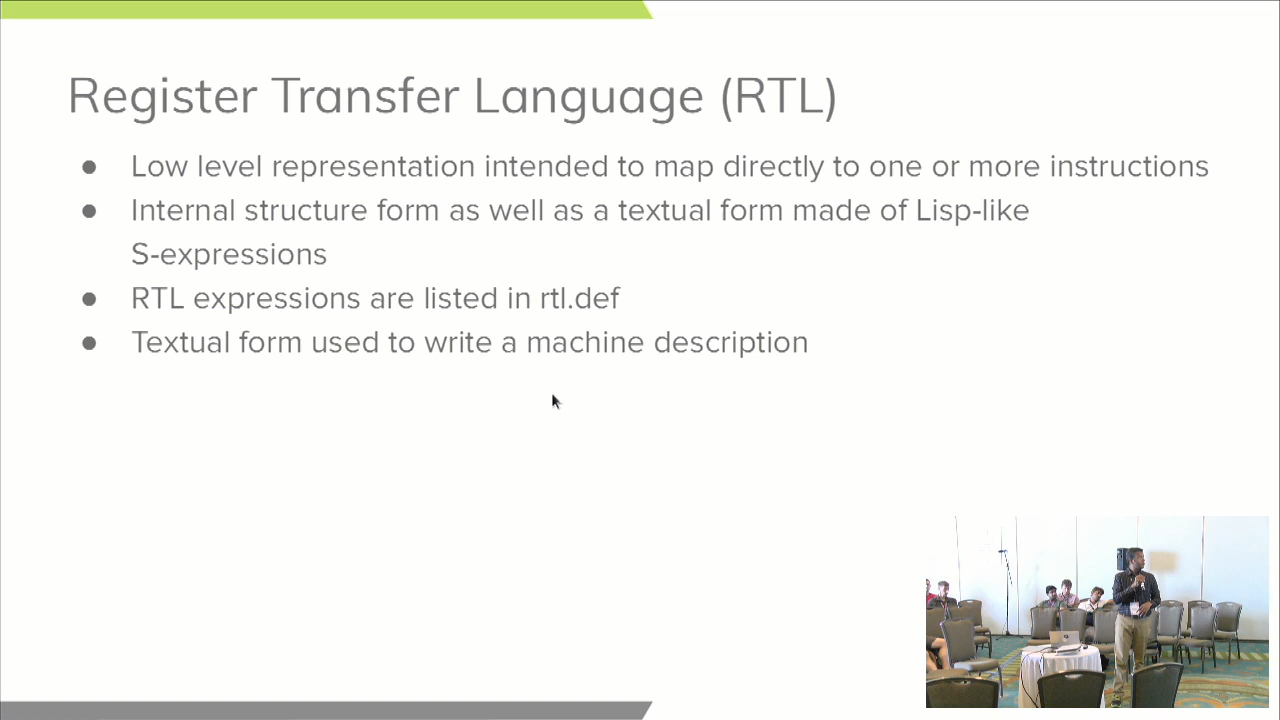 Register Transfer Language (RTL)
● Low level representation intended to map directly to one or more instructions
● Internal structure form as well as a textual form made of Lisp-like
S-expressions
● RTL expressions are listed in rtl.def
● Textual form used to write a machine description